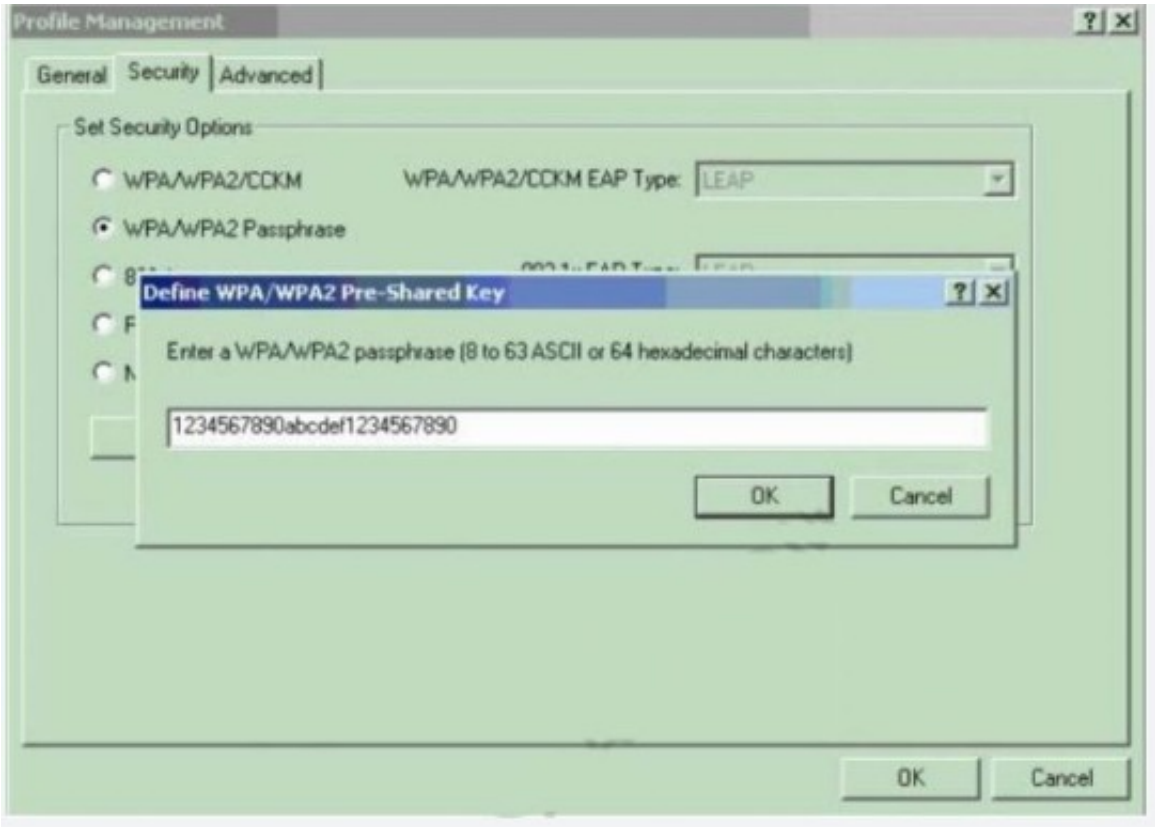 Profile Management
General Security Advanced
Set Security Options
WPA/WPA2/CCKM WPA/WPA2/CCKM EAP Type: LEAP
WPA/WPA2 Passphrase
Define WPA/WPA2 Pre-Shared Key
Enter a WPA/WPA2 passphrase (8 to 63 ASCII or 64 hexadecimal characters)
1234567890abcdef1234567890
OK Cancel
OK Cancel